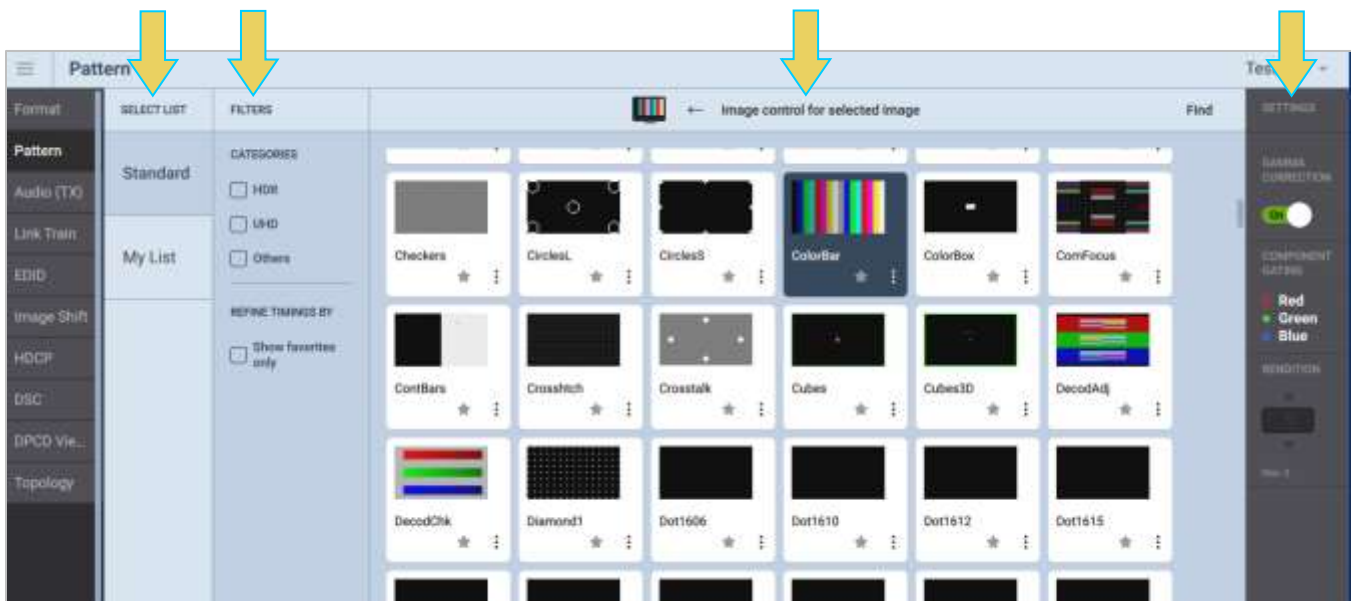 Pattern
Tes
Format
Pattern
Audio (TX)
Link Train
EDID
Image Shift
HDCP
DSC
DPCD Vie...
Topology
SELECT LIST
Standard
My List
FILTERS
CATEGORIES
HDR
UHD
Others
REFINE TIMINGS BY
Show favorites
only
← Image control for selected image
Find
Checkers
CirclesL
CirclesS
ColorBar
ColorBox
ComFocus
ContBars
Crosshtch
Crosstalk
Cubes
Cubes3D
DecodAdj
DecodChk
Diamond1
Dot1606
Dot1610
Dot1612
Dot1615
SETTINGS
GAMMA
CORRECTION
On
COMPONENT
GATING
Red
Green
Blue
RENDITION